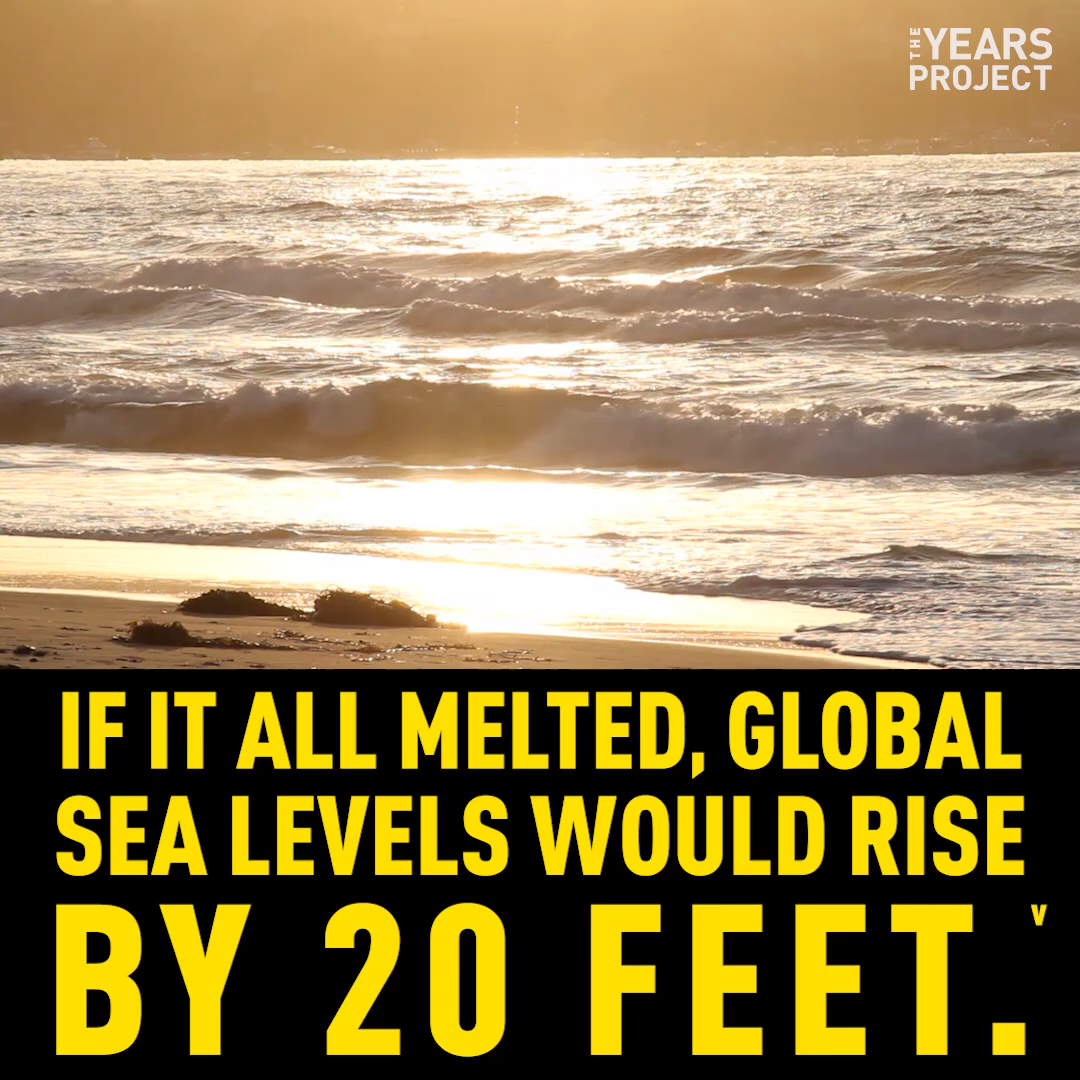 THE YEARS
PROJECT
IF IT ALL MELTED, GLOBAL
SEA LEVELS WOULD RISE
BY 20 FEET. V